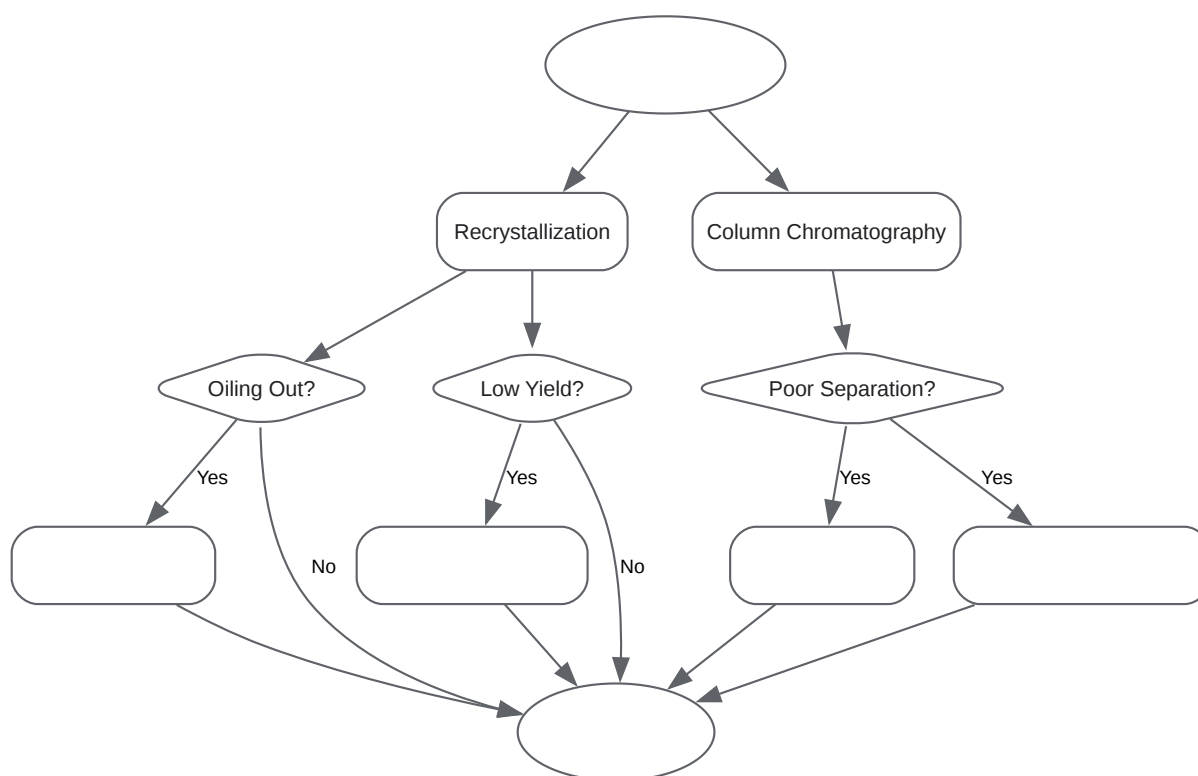 Recrystallization
Column Chromatography
Oiling Out?
Low Yield?
Poor Separation?
Yes
Yes
Yes
Yes
No
No